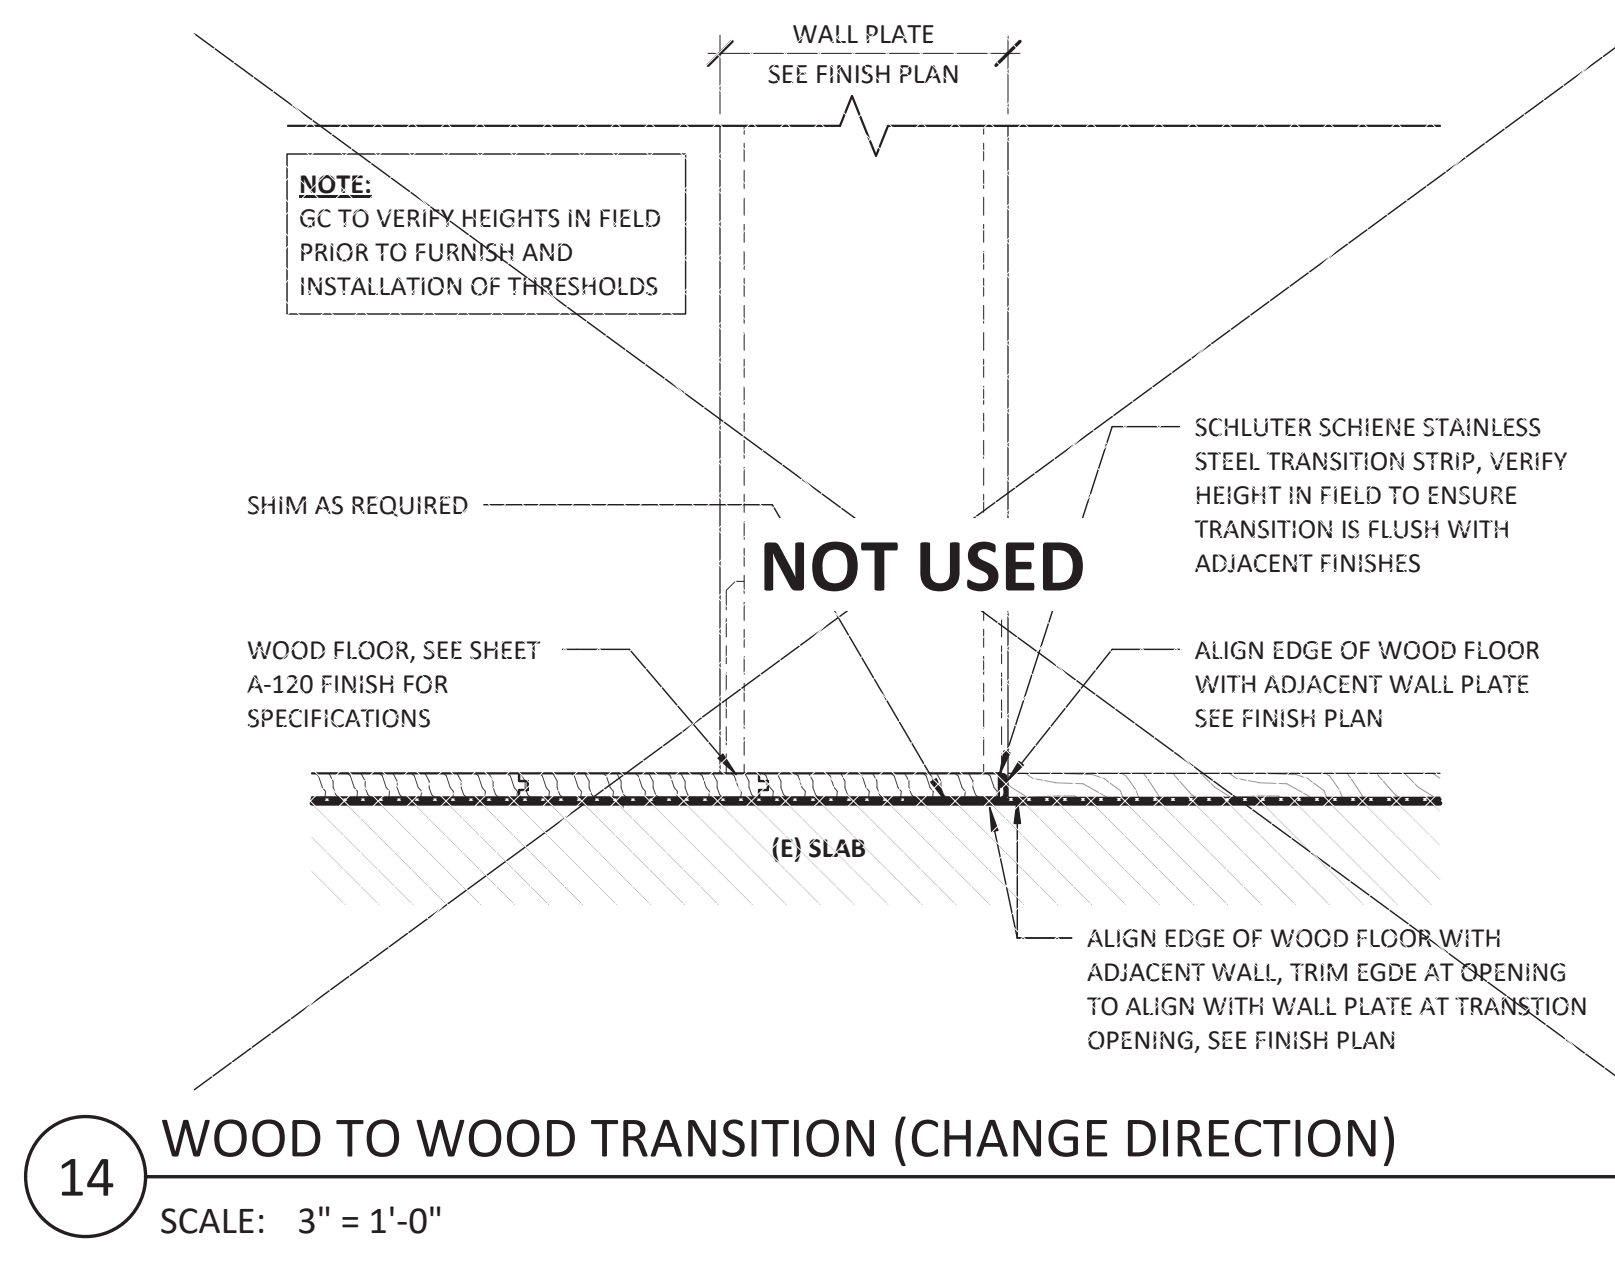 WALL PLATE
SEE FINISH PLAN
NOTE:
GC TO VERIFY HEIGHTS IN FIELD
PRIOR TO FURNISH AND
INSTALLATION OF THRESHOLDS
SCHLUTER SCHIENE STAINLESS
STEEL TRANSITION STRIP, VERIFY
HEIGHT IN FIELD TO ENSURE
TRANSITION IS FLUSH WITH
ADJACENT FINISHES
SHIM AS REQUIRED
NOT USED
WOOD FLOOR, SEE SHEET
A-120 FINISH FOR
SPECIFICATIONS
ALIGN EDGE OF WOOD FLOOR
WITH ADJACENT WALL PLATE
SEE FINISH PLAN
(E) SLAB
ALIGN EDGE OF WOOD FLOOR WITH
ADJACENT WALL, TRIM EGDE AT OPENING
TO ALIGN WITH WALL PLATE AT TRANSTION
OPENING, SEE FINISH PLAN
14
WOOD TO WOOD TRANSITION (CHANGE DIRECTION)
SCALE: 3" = 1'-0"